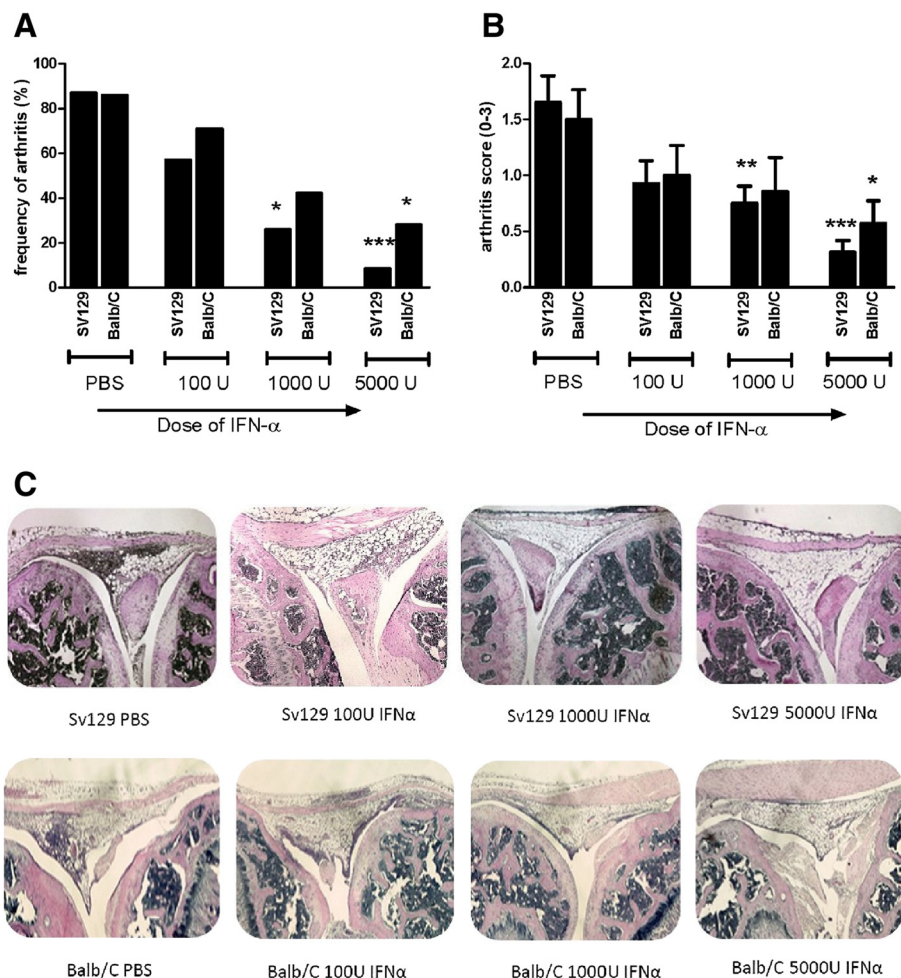 A
frequency of arthritis (%)
100
80
60
40
20
0
*
***
*
SV129
Balb/C
SV129
Balb/C
SV129
Balb/C
SV129
Balb/C
PBS
100 U
1000 U
5000 U
Dose of IFN-α
B
arthritis score (0-3)
2.0
1.5
1.0
0.5
0.0
**
***
*
SV129
Balb/C
SV129
Balb/C
SV129
Balb/C
SV129
Balb/C
PBS
100 U
1000 U
5000 U
Dose of IFN-α
C
Sv129 PBS
Sv129 100U IFNα
Sv129 1000U IFNα
Sv129 5000U IFNα
Balb/C PBS
Balb/C 100U IFNα
Balb/C 1000U IFNα
Balb/C 5000U IFNα